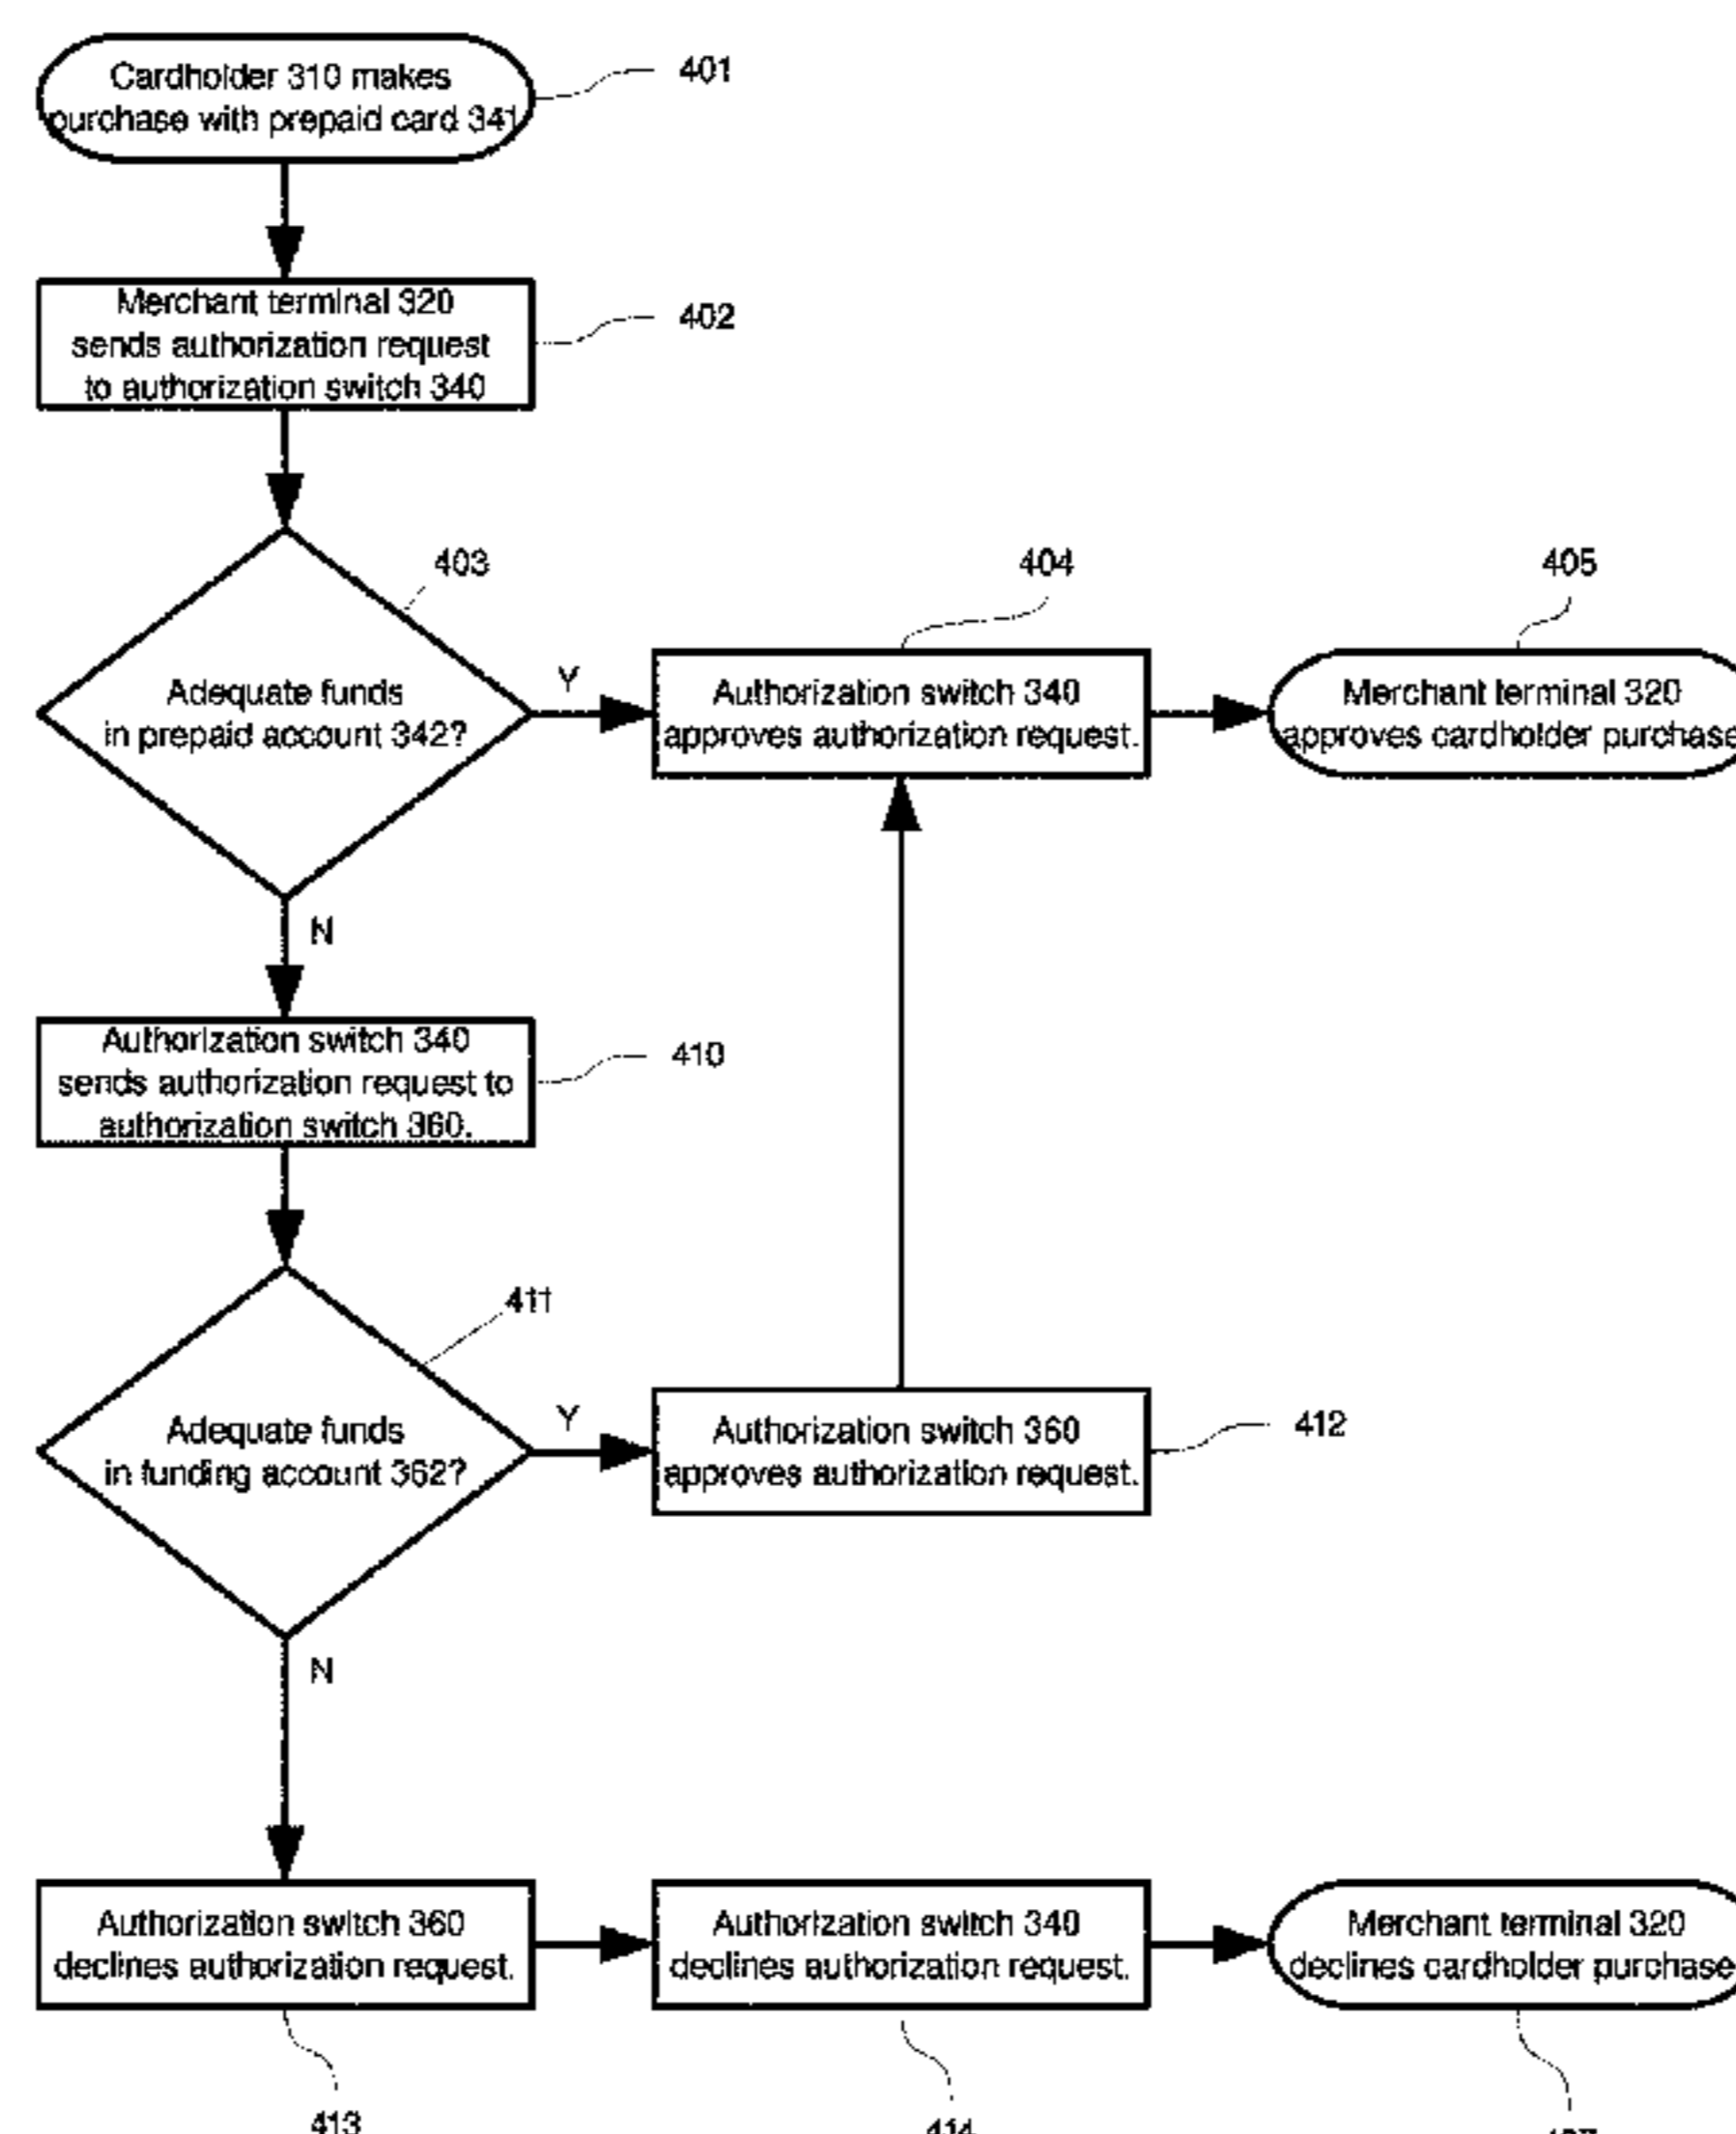 Cardholder 310 makes
purchase with prepaid card 341
401
Merchant terminal 320
sends authorization request
to authorization switch 340
402
403
404
405
Adequate funds
in prepaid account 342?
Y
Authorization switch 340
approves authorization request.
Merchant terminal 320
approves cardholder purchase
N
Authorization switch 340
sends authorization request to
authorization switch 360.
410
411
Adequate funds
in funding account 362?
Y
Authorization switch 360
approves authorization request.
412
N
Authorization switch 360
declines authorization request.
Authorization switch 340
declines authorization request.
Merchant terminal 320
declines cardholder purchase
413
414